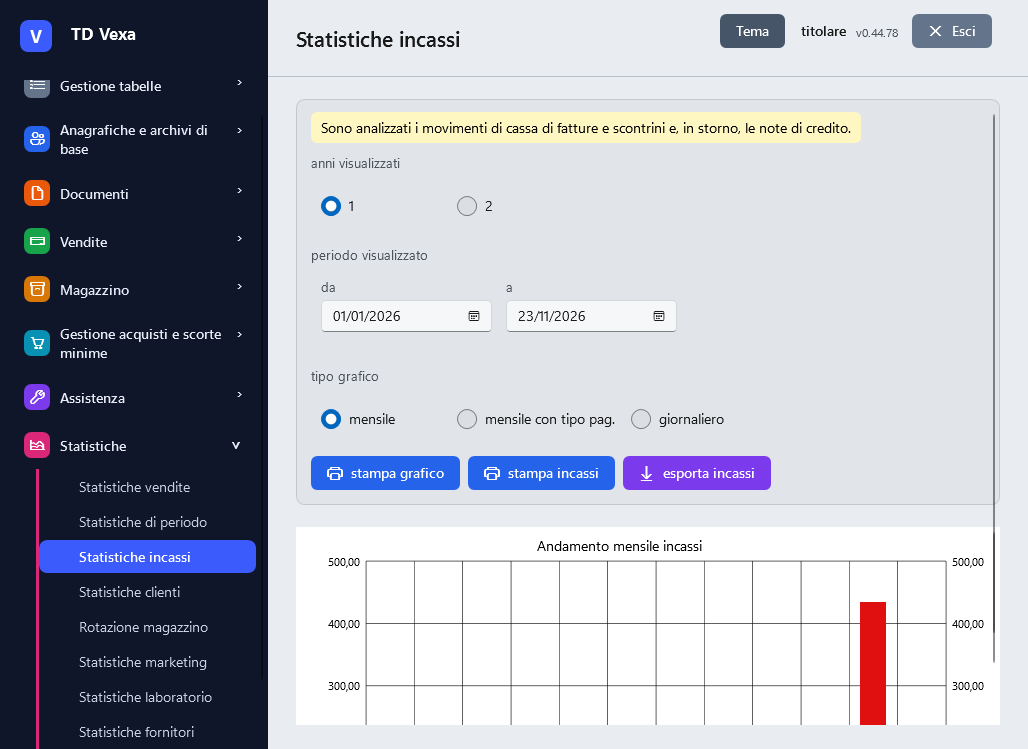 V
TD Vexa
Gestione tabelle
Anagrafiche e archivi di
base
Documenti
Vendite
Magazzino
Gestione acquisti e scorte
minime
Assistenza
Statistiche
Statistiche vendite
Statistiche di periodo
Statistiche incassi
Statistiche clienti
Rotazione magazzino
Statistiche marketing
Statistiche laboratorio
Statistiche fornitori
Statistiche incassi
Tema
titolare v0.44.78
Esci
Sono analizzati i movimenti di cassa di fatture e scontrini e, in storno, le note di credito.
anni visualizzati
1 2
periodo visualizzato
da a
01/01/2026 23/11/2026
tipo grafico
mensile mensile con tipo pag. giornaliero
stampa grafico stampa incassi esporta incassi
Andamento mensile incassi
500,00 500,00
400,00 400,00
300,00 300,00